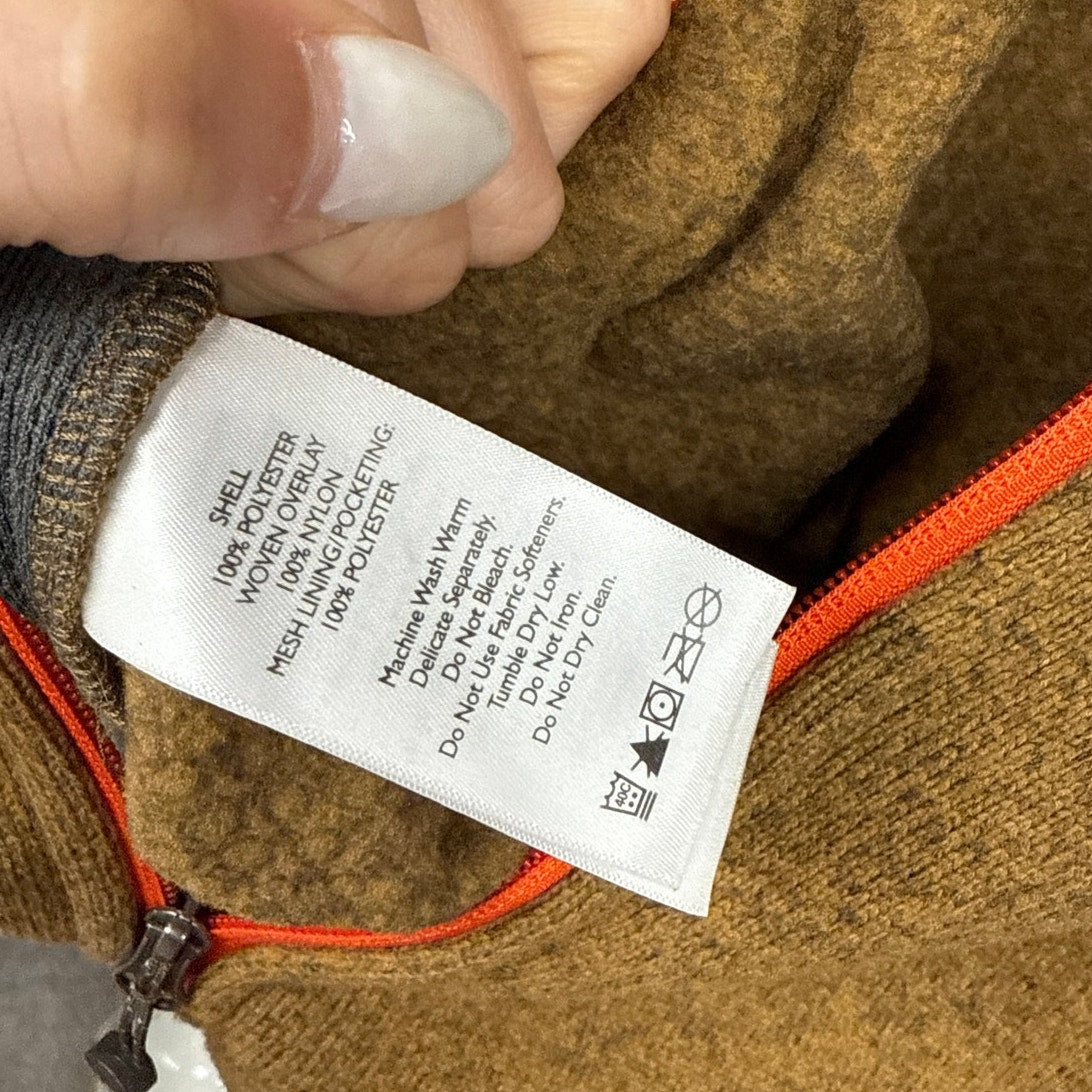 SHELL
100% POLYESTER
WOVEN OVERLAY
100% NYLON
MESH LINING/POCKETING:
100% POLYESTER
Machine Wash Warm
Delicate Separately.
Do Not Bleach.
Do Not Use Fabric Softeners.
Tumble Dry Low.
Do Not Iron.
Do Not Dry Clean.
40C